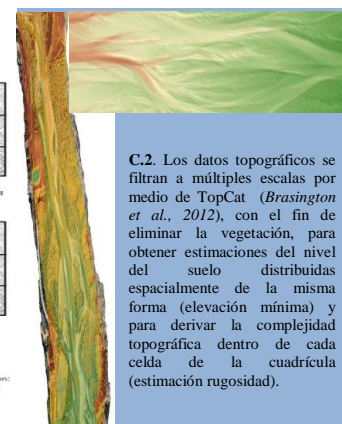 C.2. Los datos topográficos se
filtran a múltiples escalas por
medio de TopCat (Brasington
et al., 2012), con el fin de
eliminar la vegetación, para
obtener estimaciones del nivel
del suelo distribuidas
espacialmente de la misma
forma (elevación mínima) y
para derivar la complejidad
topográfica dentro de cada
celda de la cuadrícula
(estimación rugosidad).